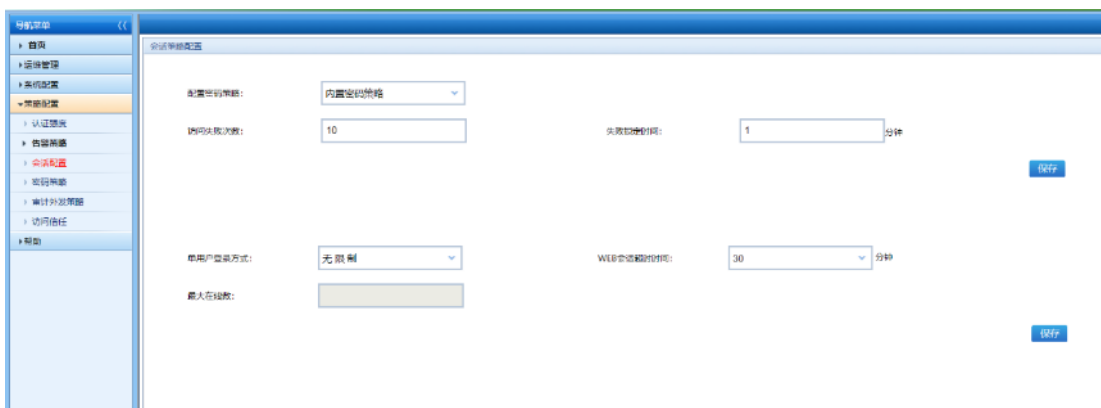 导航菜单
首页
会话策略配置
运维管理
系统配置
配置密码策略：
内置密码策略
策略配置
认证强度
访问失败次数：
10
失败锁定时间：
1
分钟
告警策略
会话配置
保存
密码策略
审计外发策略
访问信任
帮助
单用户登录方式：
无限制
WEB会话超时时间：
30
分钟
最大在线数：
保存